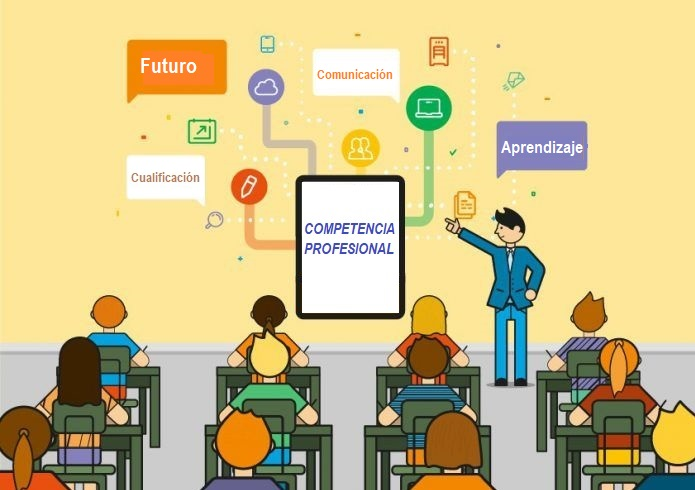 Futuro
Comunicación
Aprendizaje
Cualificación
COMPETENCIA
PROFESIONAL